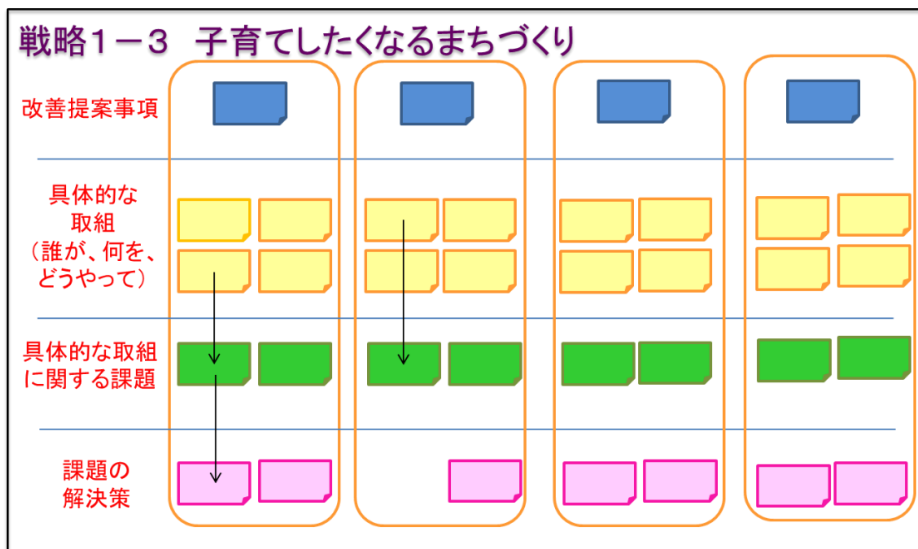 戦略１－３　子育てしたくなるまちづくり
改善提案事項
具体的な
取組
（誰が、何を、
どうやって）
具体的な取組
に関する課題
課題の
解決策